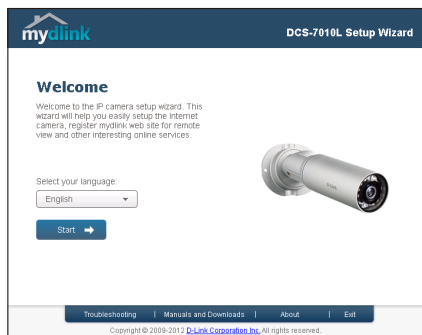 mydlink
DCS-7010L Setup Wizard
Welcome
Welcome to the IP camera setup wizard. This
wizard will help you easily setup the Internet
camera, register mydlink web site for remote
view and other interesting online services.
Select your language:
English
Start
D-Link
Troubleshooting | Manuals and Downloads | About | Exit
Copyright © 2009-2012 D-Link Corporation Inc. All rights reserved.